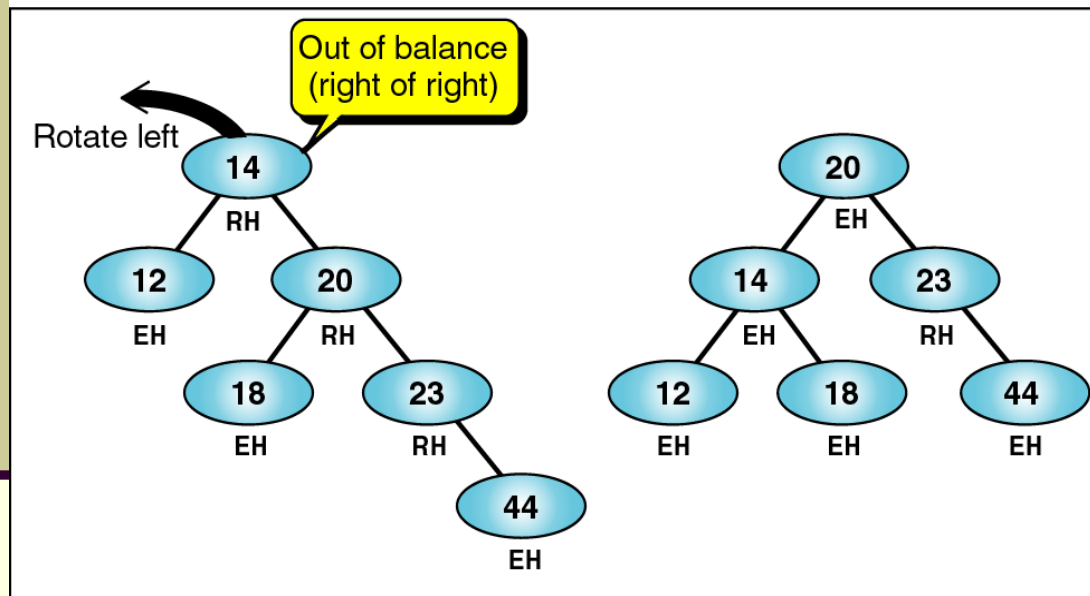 Out of balance
(right of right)
Rotate left
14
RH
12
EH
20
RH
18
EH
23
RH
44
EH
20
EH
14
EH
23
RH
12
EH
18
EH
44
EH